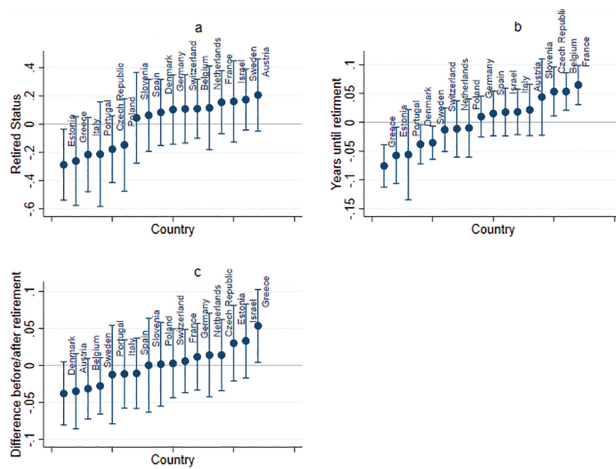 a
Retired Status
.4
.2
0
-.2
-.4
-.6
Estonia
Greece
Italy
Portugal
Czech Republic
Poland
Slovenia
Spain
Denmark
Germany
Switzerland
Belgium
Netherlands
France
Israel
Sweden
Austria
Country
b
Years until retirment
.1
.05
0
-.05
-.15
Greece
Estonia
Portugal
Denmark
Sweden
Switzerland
Netherlands
Poland
Germany
Spain
Israel
Italy
Austria
Slovenia
Czech Republi
Belgium
France
Country
c
Difference before/after retirement
.1
.05
0
-.05
-.1
Denmark
Austria
Belgium
Sweden
Portugal
Italy
Spain
Slovenia
Poland
Switzerland
France
Germany
Netherlands
Czech Republic
Estonia
Israel
Greece
Country